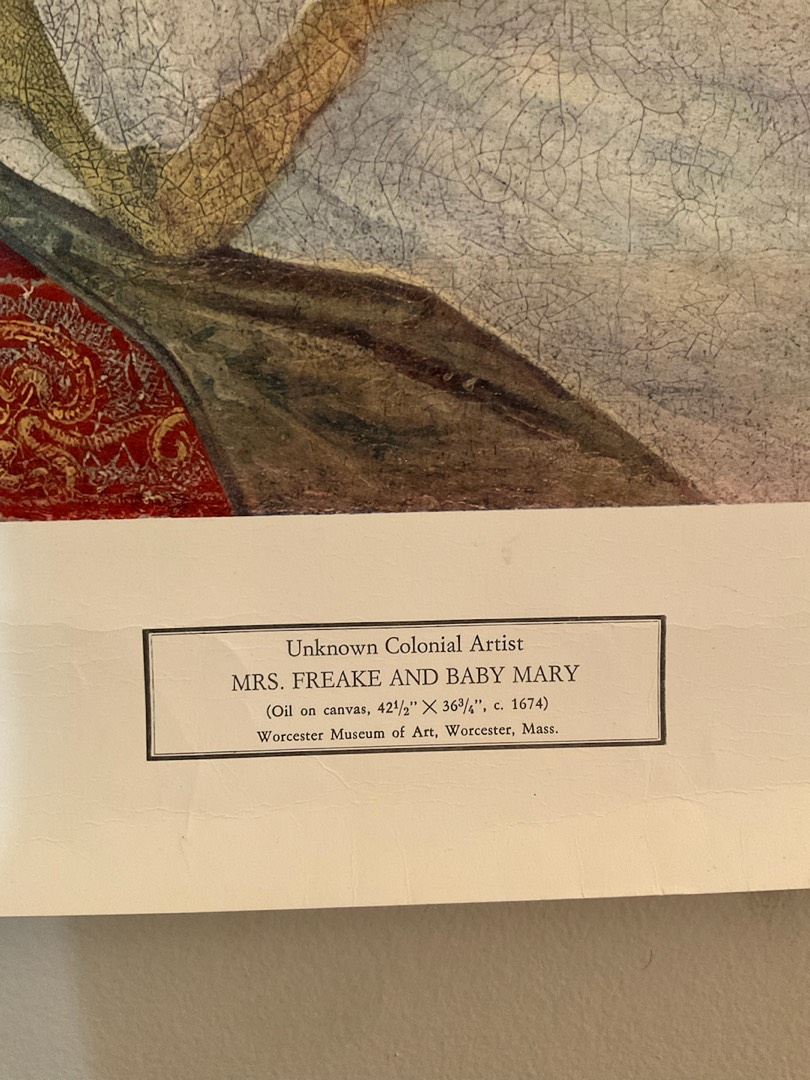 Unknown Colonial Artist
MRS. FREAKE AND BABY MARY
(Oil on canvas, 42½" X 36¾", c. 1674)
Worcester Museum of Art, Worcester, Mass.